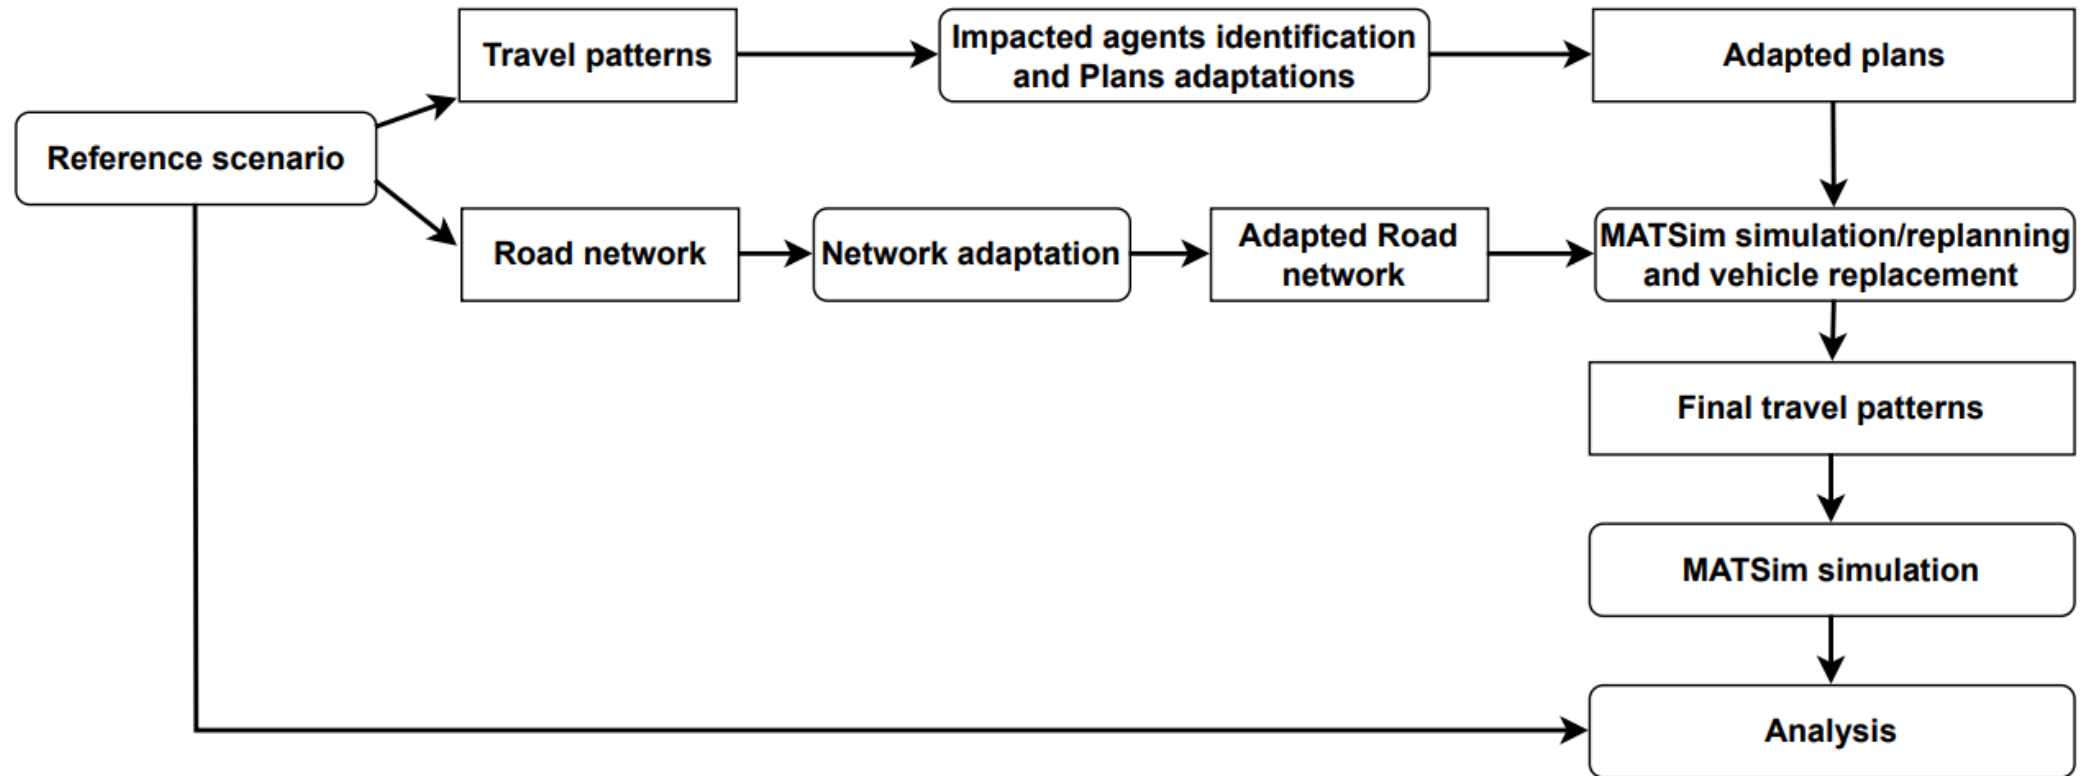 Travel patterns
Impacted agents identification
and Plans adaptations
Adapted plans
Reference scenario
Road network
Network adaptation
Adapted Road
network
MATSim simulation/replanning
and vehicle replacement
Final travel patterns
MATSim simulation
Analysis